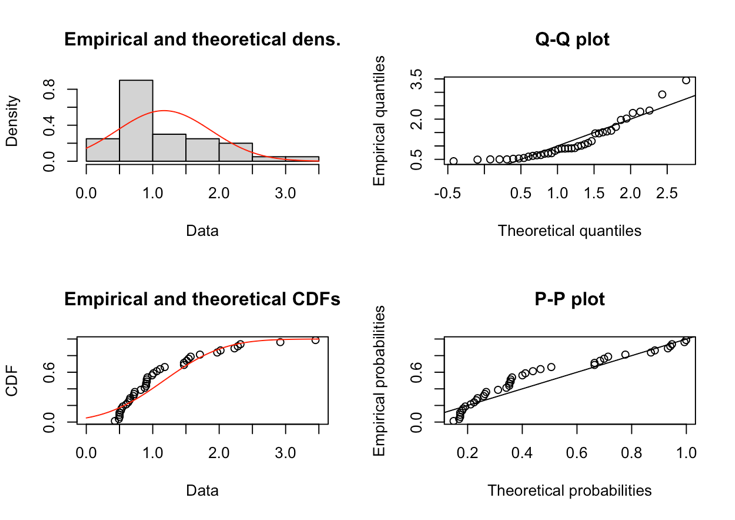 Empirical and theoretical dens.
Density
0.0 0.4 0.8
0.0 1.0 2.0 3.0
Data
Q-Q plot
Empirical quantiles
0.5 2.0 3.5
-0.5 0.5 1.0 1.5 2.0 2.5
Theoretical quantiles
Empirical and theoretical CDFs
CDF
0.0 0.6
0.0 1.0 2.0 3.0
Data
P-P plot
Empirical probabilities
0.0 0.6
0.2 0.4 0.6 0.8 1.0
Theoretical probabilities